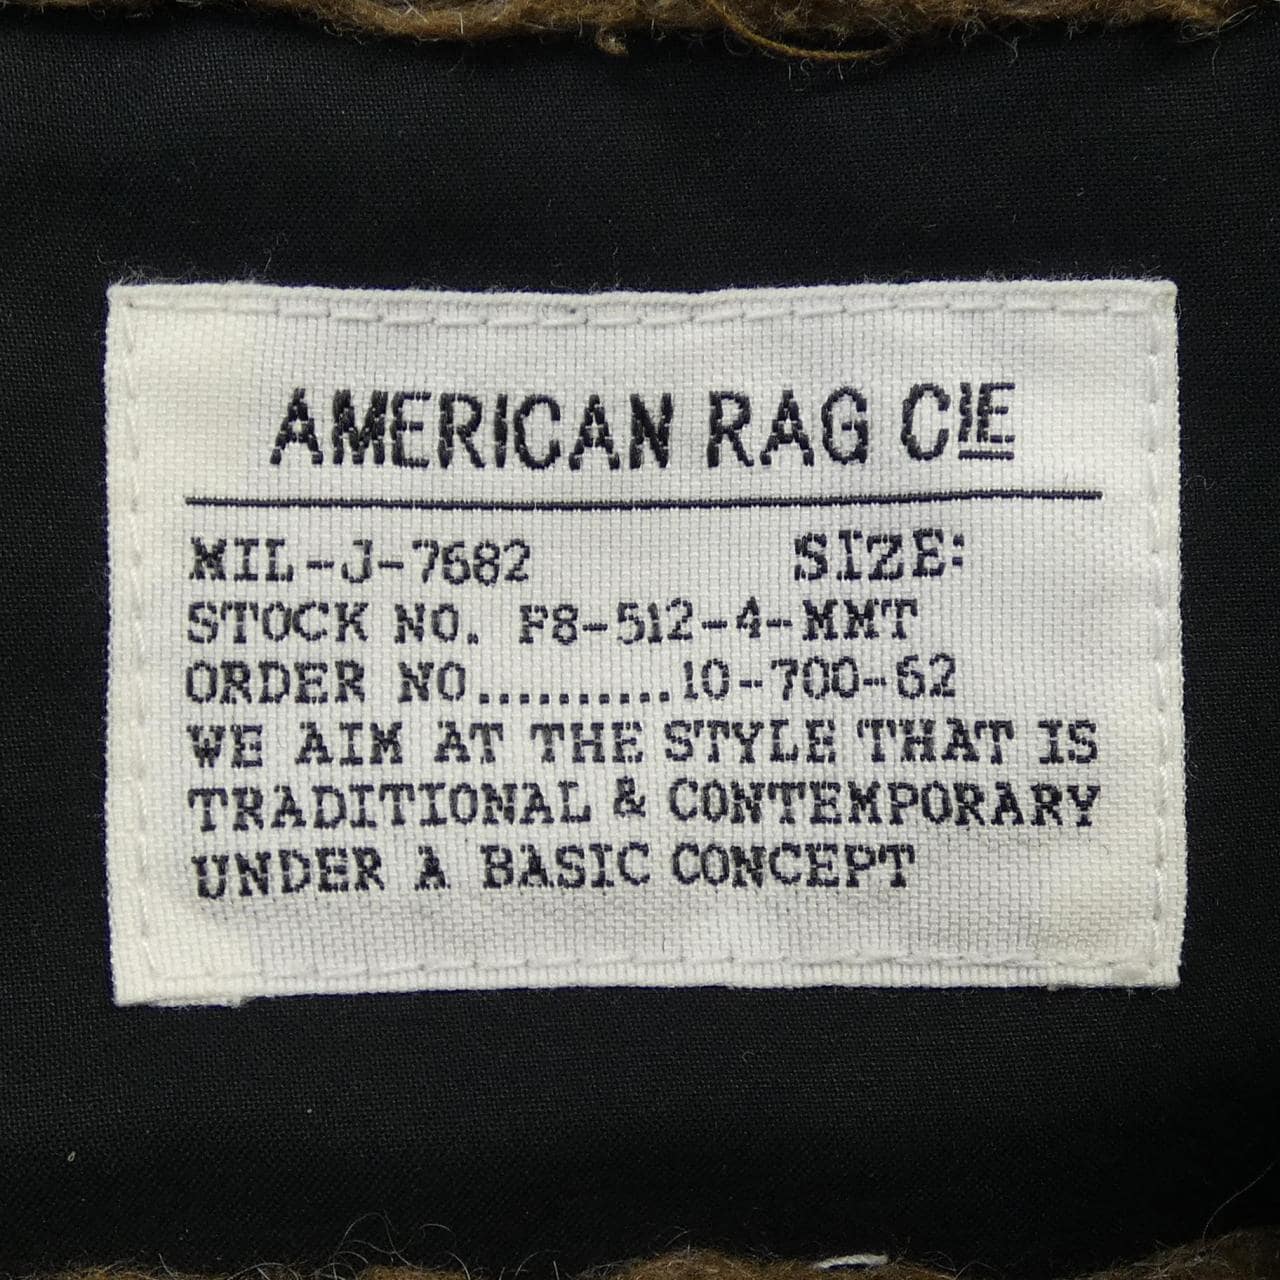 AMERICAN RAG CIE
MIL-J-7682 SIZE:
STOCK NO. F8-512-4-MMT
ORDER NO..........10-700-62
WE AIM AT THE STYLE THAT IS
TRADITIONAL & CONTEMPORARY
UNDER A BASIC CONCEPT